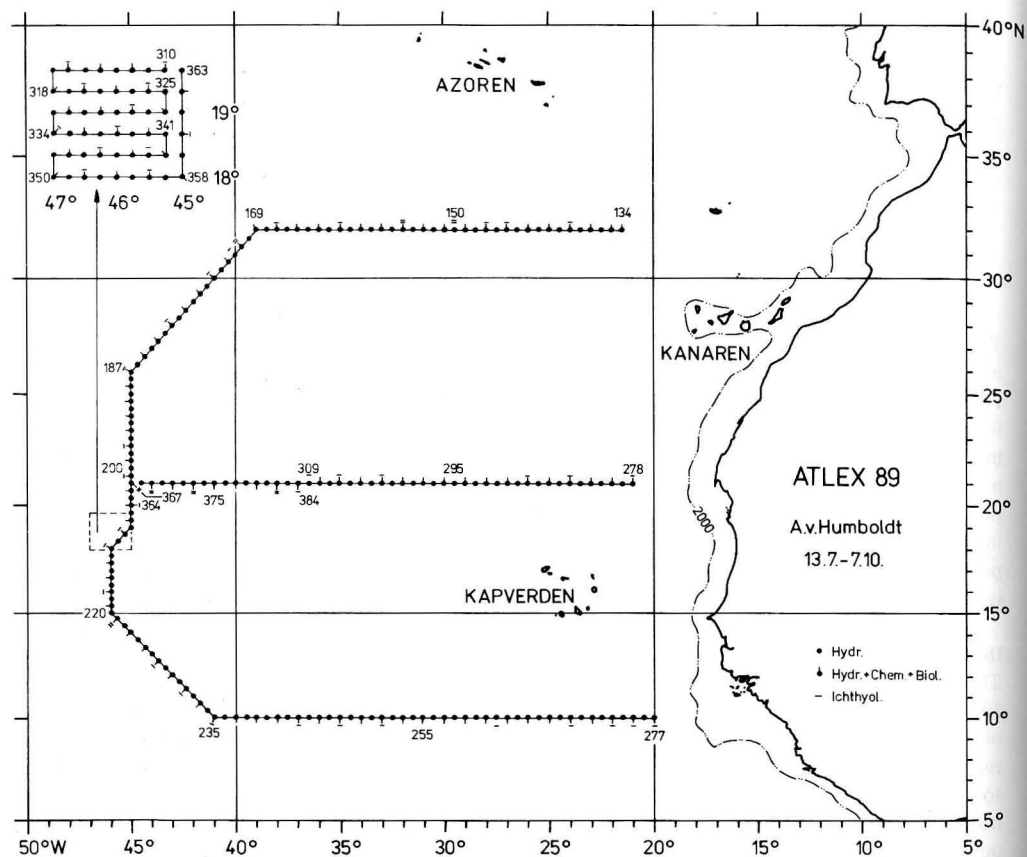 310
363
318
325
334
341
350
358
19°
18°
47° 46° 45°
AZOREN
40°N
35°
169 150 134
30°
KANAREN
187
25°
200
309 295 278
364 367 375 384
ATLEX 89
20°
2000
A.v.Humboldt
13.7.-7.10.
KAPVERDEN
220
15°
Hydr.
Hydr.+Chem.+Biol.
Ichthyol.
235 255 277
10°
5°
50°W 45° 40° 35° 30° 25° 20° 15° 10° 5°